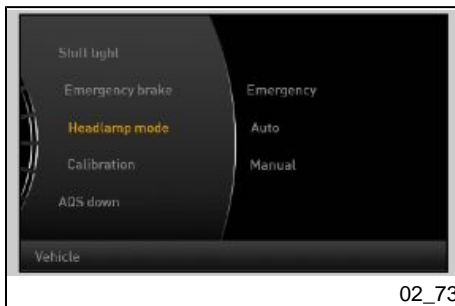 Shift light
Emergency brake
Headlamp mode
Calibration
AQS down
Emergency
Auto
Manual
Vehicle
02_73